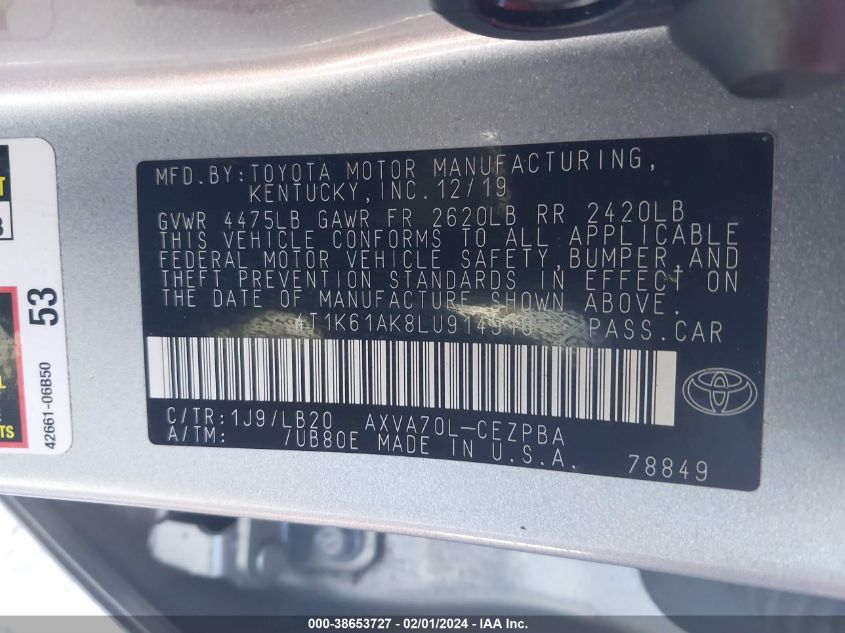 MFD.BY:TOYOTA MOTOR MANUFACTURING,
KENTUCKY,INC.12/19
GVWR 4475LB GAWR FR 2620LB RR 2420LB
THIS VEHICLE CONFORMS TO ALL APPLICABLE
FEDERAL MOTOR VEHICLE SAFETY,BUMPER,AND
THEFT PREVENTION STANDARDS IN EFFECT ON
THE DATE OF MANUFACTURE SHOWN ABOVE.
PASS.CAR
C/TR:1J9/LB20 AXVA70L-CEZPBA
A/TM: 7UB80E MADE IN U.S.A.
78849
53
42661-06B50
000-38653727 - 02/01/2024 - IAA Inc.